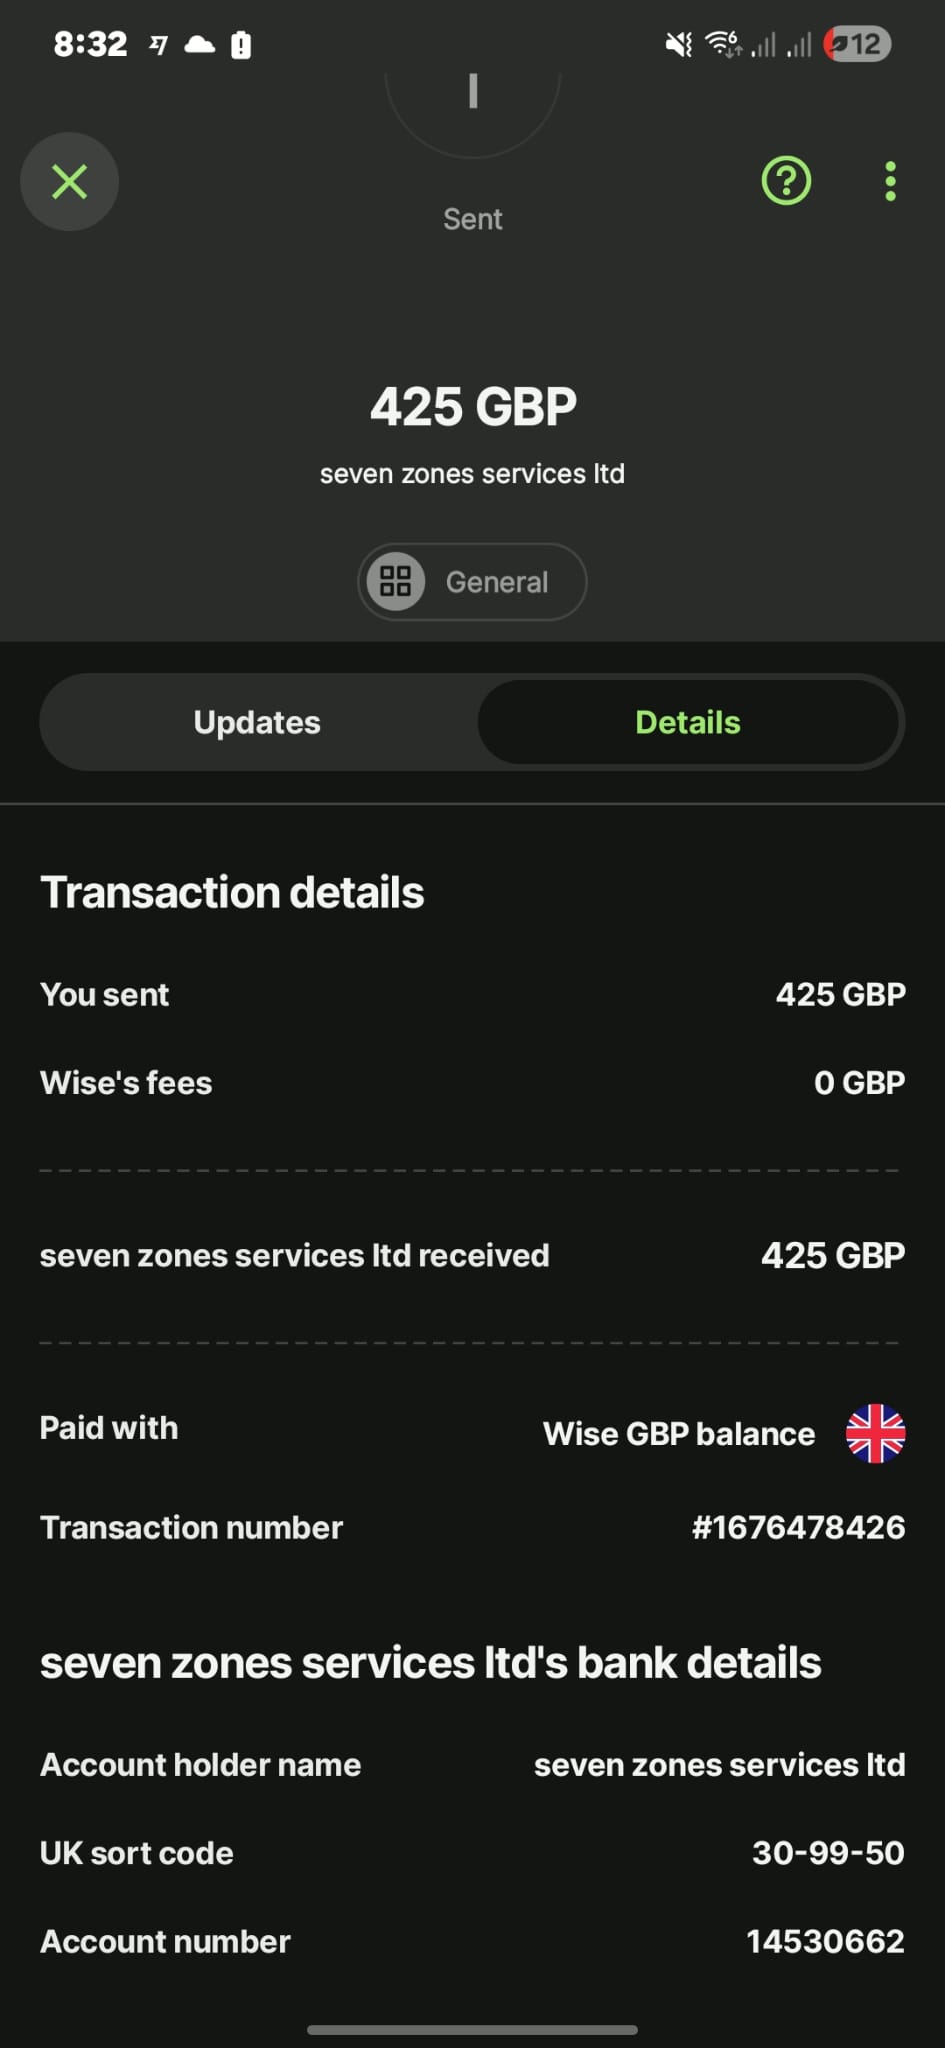 8:32
6
12
Sent
425 GBP
seven zones services ltd
General
Updates
Details
Transaction details
You sent 425 GBP
Wise's fees 0 GBP
seven zones services ltd received 425 GBP
Paid with Wise GBP balance
Transaction number #1676478426
seven zones services ltd's bank details
Account holder name seven zones services ltd
UK sort code 30-99-50
Account number 14530662